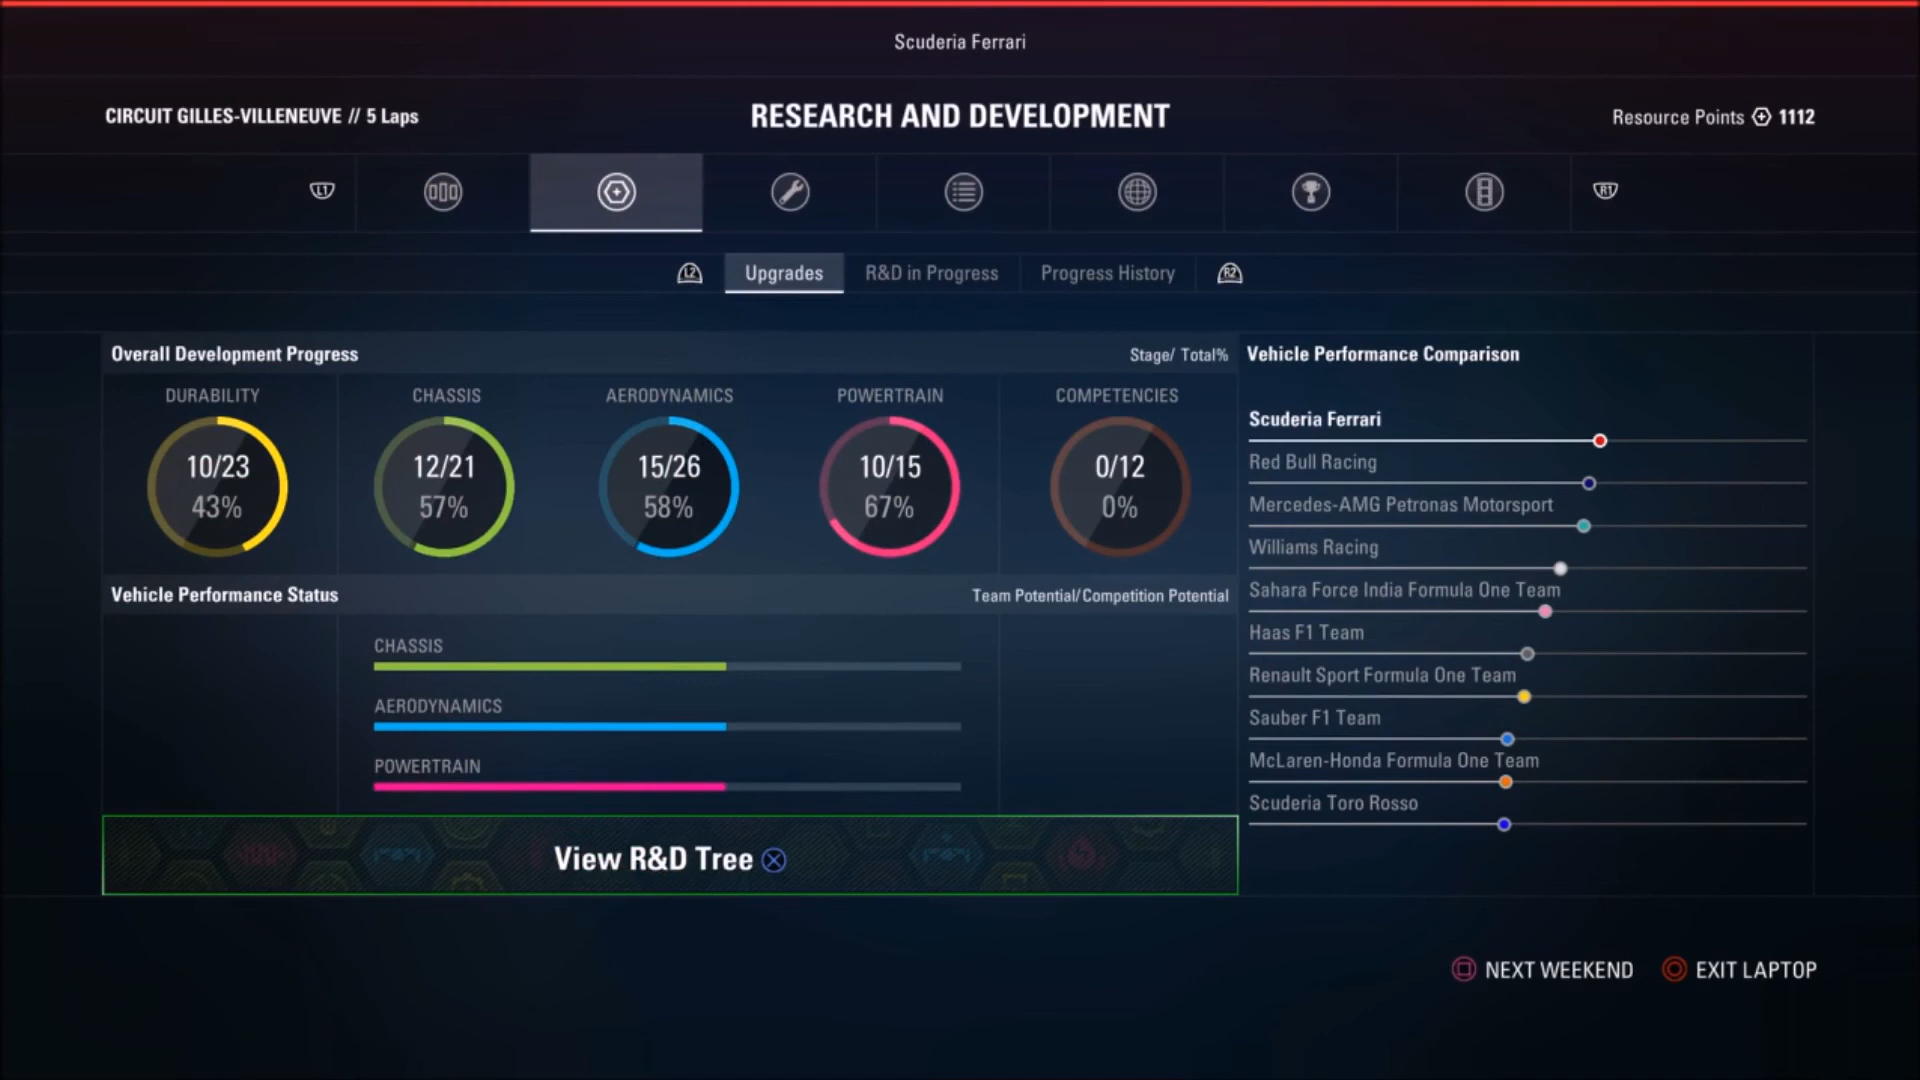 Scuderia Ferrari
CIRCUIT GILLES-VILLENEUVE // 5 Laps
RESEARCH AND DEVELOPMENT
Resource Points 1112
L1
R1
L2
Upgrades
R&D in Progress
Progress History
R2
Overall Development Progress
Stage/ Total%
DURABILITY
CHASSIS
AERODYNAMICS
POWERTRAIN
COMPETENCIES
10/23
12/21
15/26
10/15
0/12
43%
57%
58%
67%
0%
Vehicle Performance Status
Team Potential/Competition Potential
CHASSIS
AERODYNAMICS
POWERTRAIN
View R&D Tree
Vehicle Performance Comparison
Scuderia Ferrari
Red Bull Racing
Mercedes-AMG Petronas Motorsport
Williams Racing
Sahara Force India Formula One Team
Haas F1 Team
Renault Sport Formula One Team
Sauber F1 Team
McLaren-Honda Formula One Team
Scuderia Toro Rosso
NEXT WEEKEND
EXIT LAPTOP